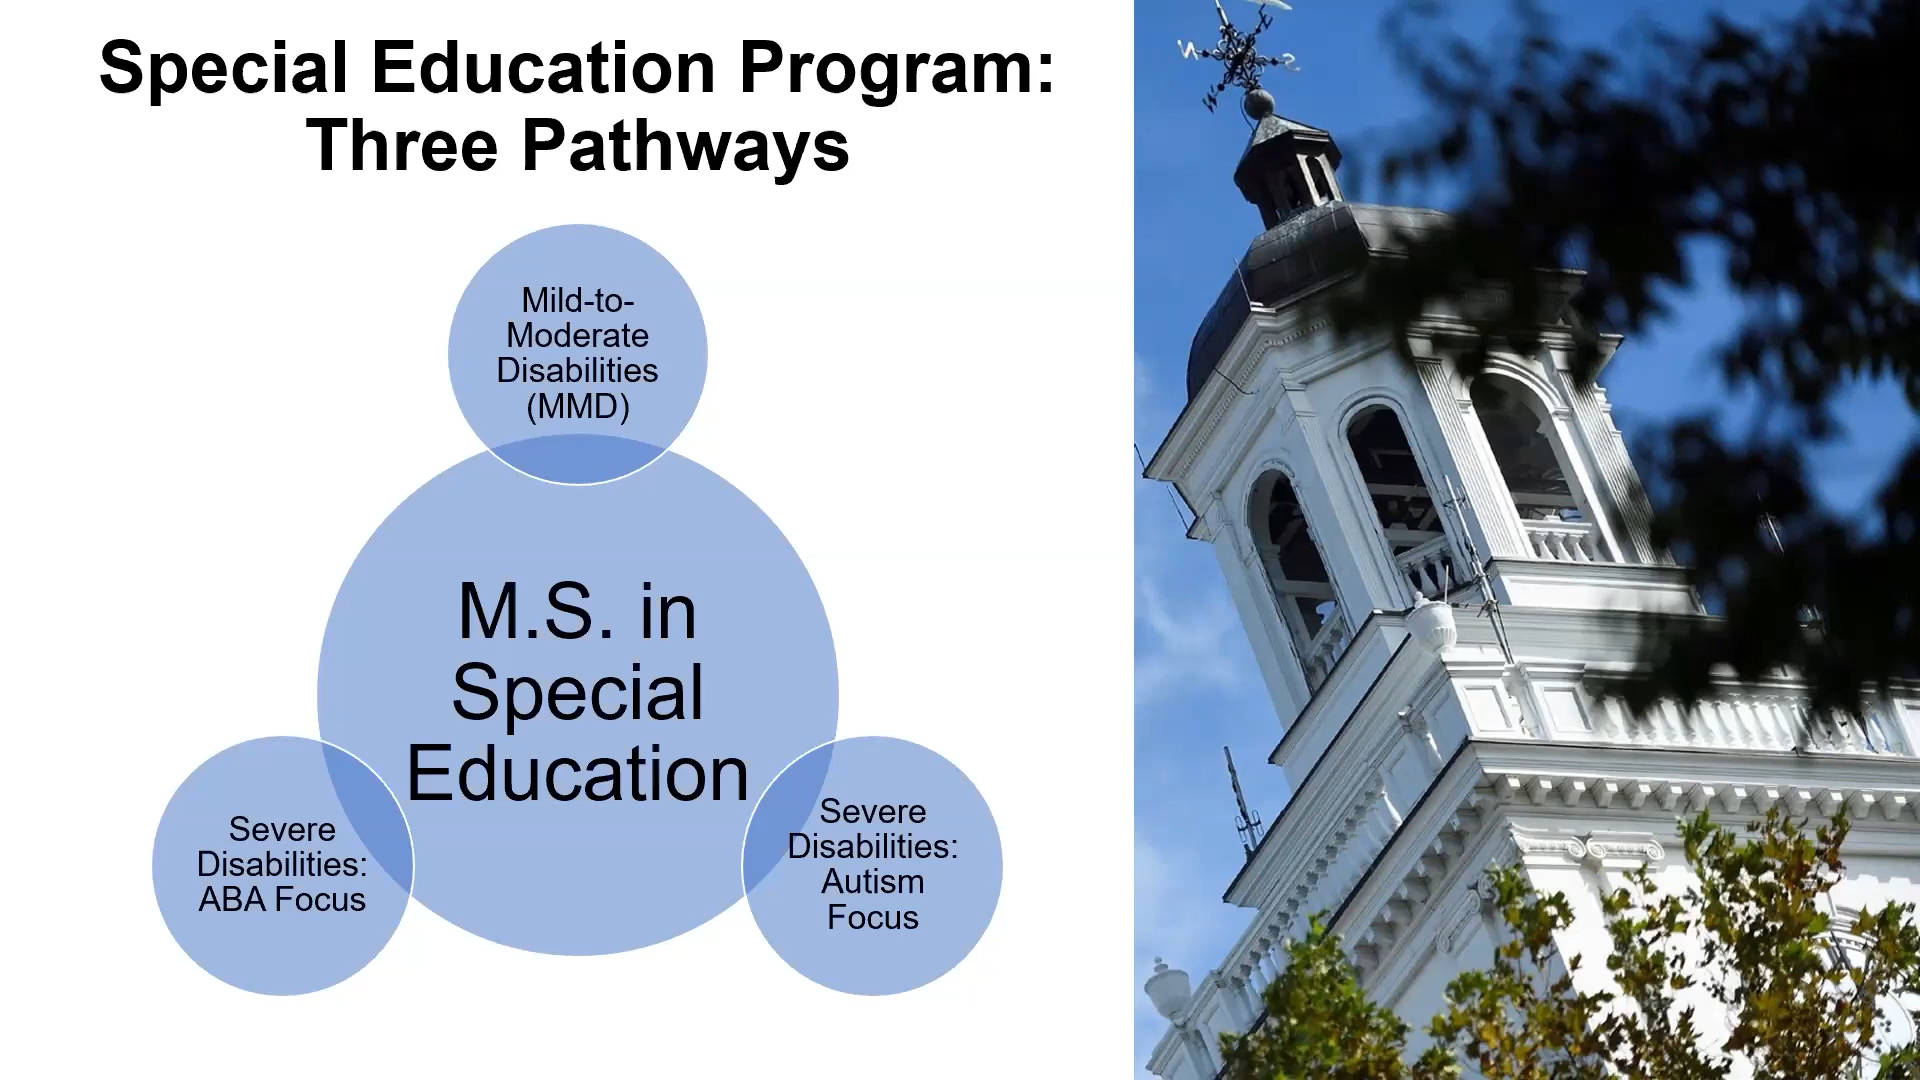 Special Education Program:
Three Pathways
Mild-to-
Moderate
Disabilities
(MMD)
M.S. in
Special
Education
Severe
Disabilities:
ABA Focus
Severe
Disabilities:
Autism
Focus